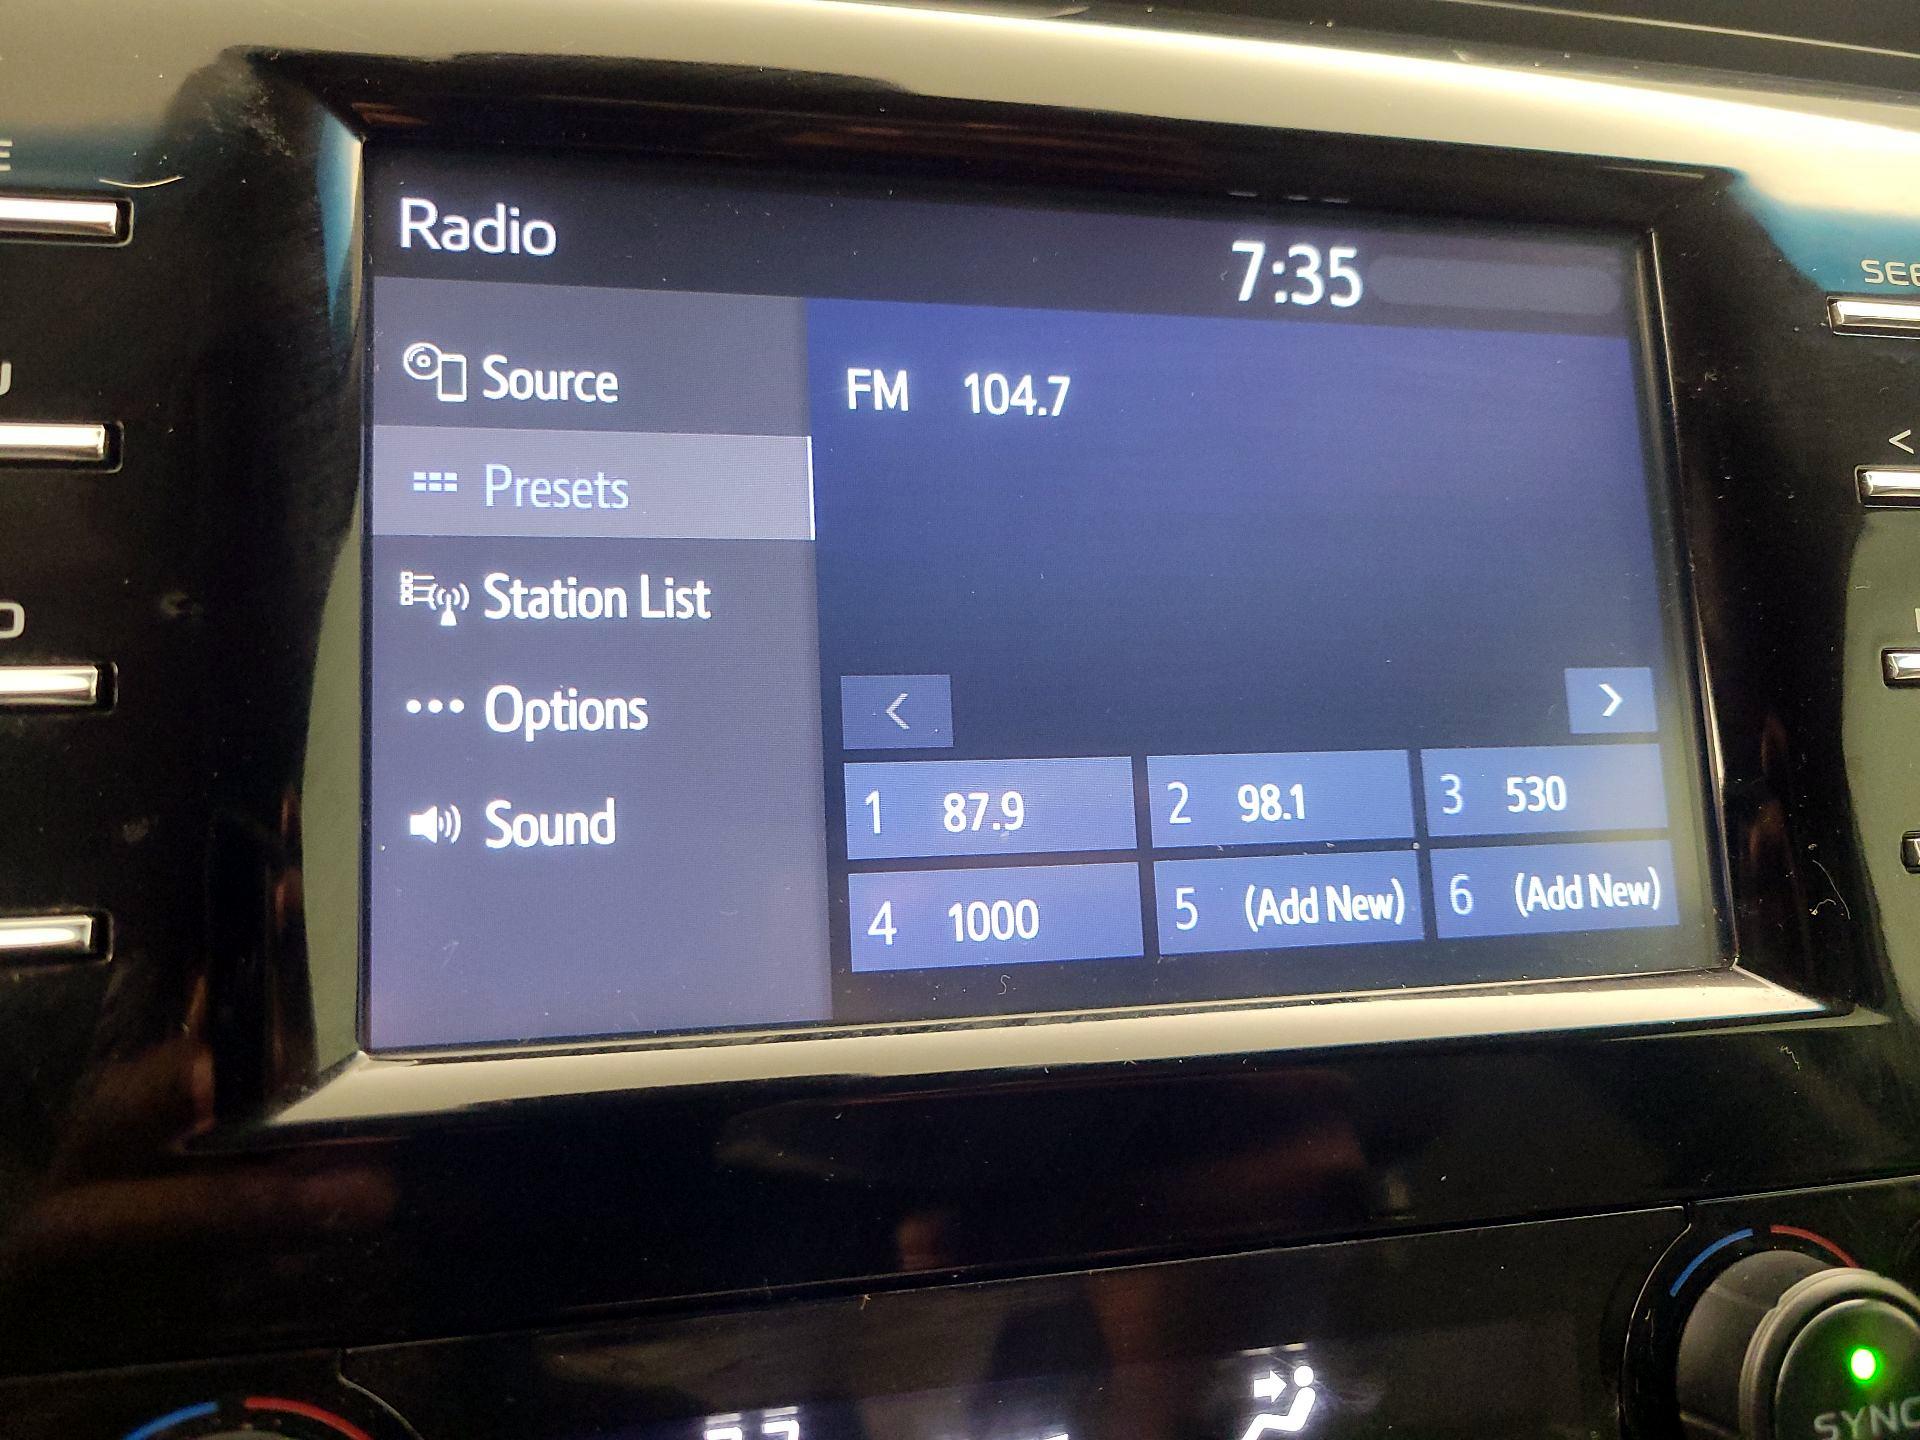 Radio
7:35
Source
Presets
Station List
Options
Sound
FM 104.7
<
>
1 87.9
2 98.1
3 530
4 1000
5 (Add New)
6 (Add New)
<
SYNC